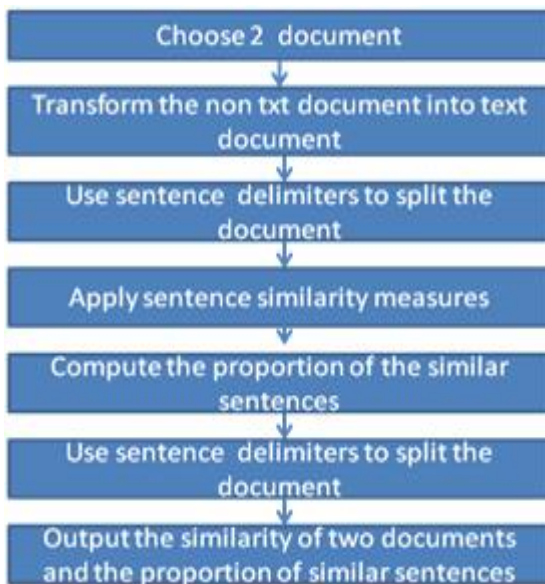 Choose 2 document
Transform the non txt document into text
document
Use sentence delimiters to split the
document
Apply sentence similarity measures
Compute the proportion of the similar
sentences
Use sentence delimiters to split the
document
Output the similarity of two documents
and the proportion of similar sentences